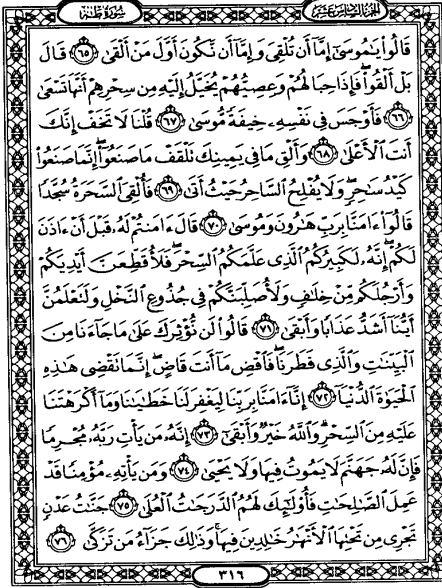 الجزء السادس عشر
سورة طه
قَالُوا۟ يَٰمُوسَىٰٓ إِمَّآ أَن تُلْقِىَ وَإِمَّآ أَن نَّكُونَ أَوَّلَ مَنْ أَلْقَىٰ ٦٥ قَالَ
بَلْ أَلْقُوا۟ فَإِذَا حِبَالُهُمْ وَعِصِيُّهُمْ يُخَيَّلُ إِلَيْهِ مِن سِحْرِهِمْ أَنَّهَا تَسْعَىٰ
٦٦ فَأَوْجَسَ فِى نَفْسِهِۦ خِيفَةً مُّوسَىٰ ٦٧ قُلْنَا لَا تَخَفْ إِنَّكَ
أَنتَ ٱلْأَعْلَىٰ ٦٨ وَأَلْقِ مَا فِى يَمِينِكَ تَلْقَفْ مَا صَنَعُوٓا۟ إِنَّمَا صَنَعُوا۟
كَيْدُ سَٰحِرٍ وَلَا يُفْلِحُ ٱلسَّاحِرُ حَيْثُ أَتَىٰ ٦٩ فَأُلْقِىَ ٱلسَّحَرَةُ سُجَّدًا
قَالُوٓا۟ ءَامَنَّا بِرَبِّ هَٰرُونَ وَمُوسَىٰ ٧٠ قَالَ ءَامَنتُمْ لَهُۥ قَبْلَ أَنْ ءَاذَنَ
لَكُمْ إِنَّهُۥ لَكَبِيرُكُمُ ٱلَّذِى عَلَّمَكُمُ ٱلسِّحْرَ فَلَأُقَطِّعَنَّ أَيْدِيَكُمْ
وَأَرْجُلَكُم مِّنْ خِلَٰفٍ وَلَأُصَلِّبَنَّكُمْ فِى جُذُوعِ ٱلنَّخْلِ وَلَتَعْلَمُنَّ
أَيُّنَآ أَشَدُّ عَذَابًا وَأَبْقَىٰ ٧١ قَالُوا۟ لَن نُّؤْثِرَكَ عَلَىٰ مَا جَآءَنَا مِنَ
ٱلْبَيِّنَٰتِ وَٱلَّذِى فَطَرَنَا فَٱقْضِ مَآ أَنتَ قَاضٍ إِنَّمَا تَقْضِى هَٰذِهِ
ٱلْحَيَوٰةَ ٱلدُّنْيَآ ٧٢ إِنَّآ ءَامَنَّا بِرَبِّنَا لِيَغْفِرَ لَنَا خَطَٰيَٰنَا وَمَآ أَكْرَهْتَنَا
عَلَيْهِ مِنَ ٱلسِّحْرِ وَٱللَّهُ خَيْرٌ وَأَبْقَىٰٓ ٧٣ إِنَّهُۥ مَن يَأْتِ رَبَّهُۥ مُجْرِمًا
فَإِنَّ لَهُۥ جَهَنَّمَ لَا يَمُوتُ فِيهَا وَلَا يَحْيَىٰ ٧٤ وَمَن يَأْتِهِۦ مُؤْمِنًا قَدْ
عَمِلَ ٱلصَّٰلِحَٰتِ فَأُو۟لَٰٓئِكَ لَهُمُ ٱلدَّرَجَٰتُ ٱلْعُلَىٰ ٧٥ جَنَّٰتُ عَدْنٍ
تَجْرِى مِن تَحْتِهَا ٱلْأَنْهَٰرُ خَٰلِدِينَ فِيهَا وَذَٰلِكَ جَزَآءُ مَن تَزَكَّىٰ ٧٦
٣١٦